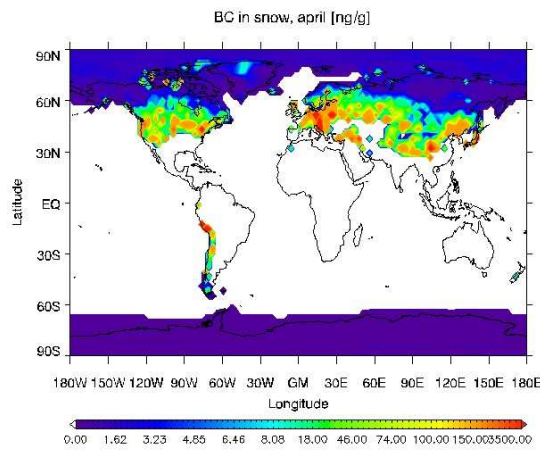 BC in snow, april [ng/g]
90N
60N
30N
EQ
30S
60S
90S
Latitude
180W 150W 120W 90W 60W 30W GM 30E 60E 90E 120E 150E 180E
Longitude
0.00 1.62 3.23 4.85 6.46 8.08 18.00 46.00 74.00 100.00 150.00 3500.00